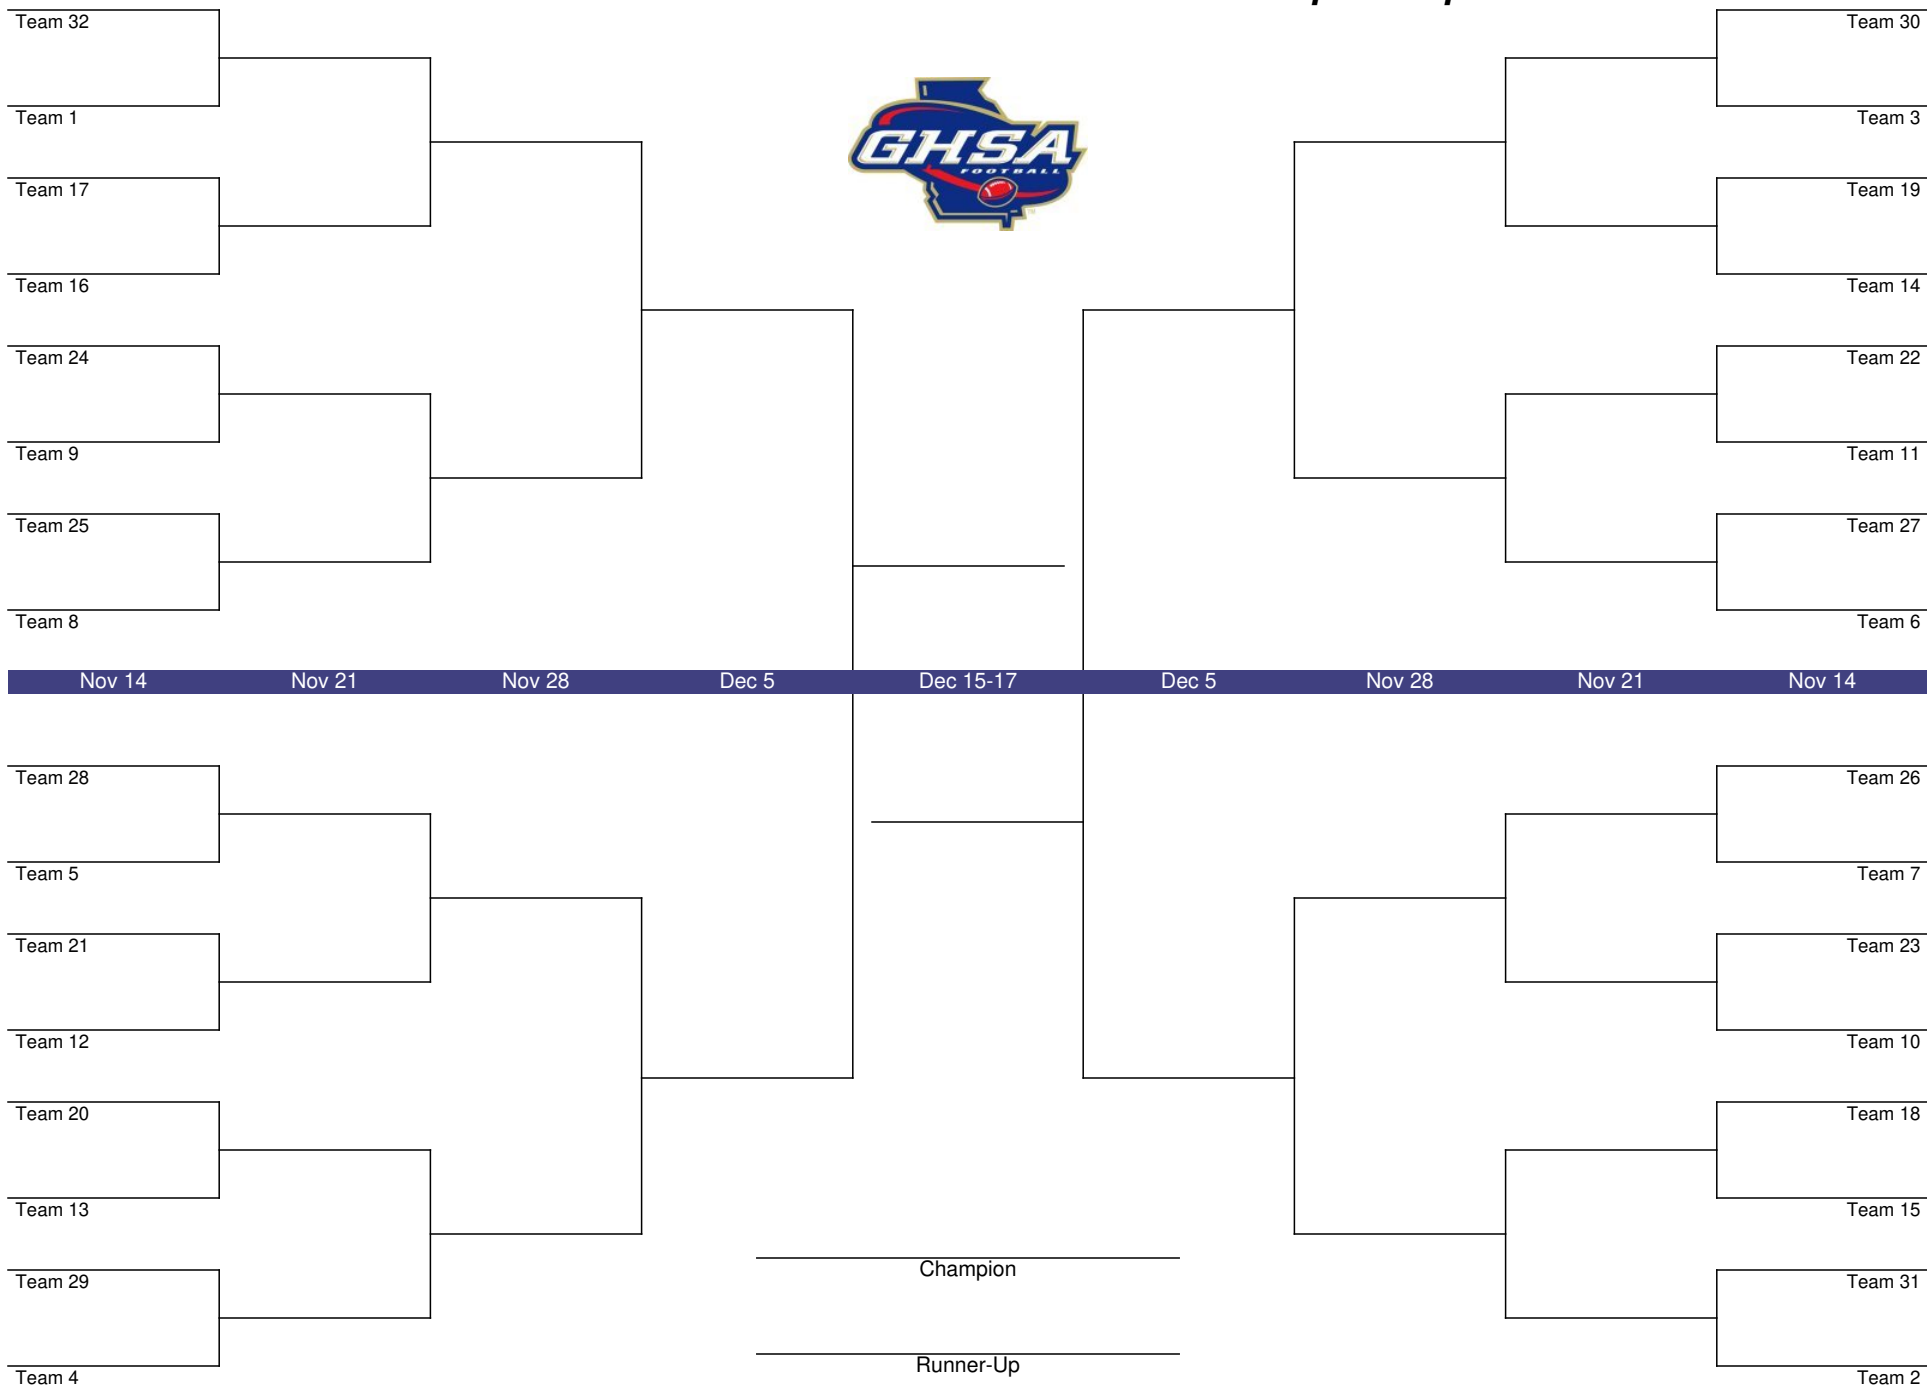 Team 32
Team 30
Team 1
Team 3
GHSA
FOOTBALL
Team 17
Team 19
Team 16
Team 14
Team 24
Team 22
Team 9
Team 11
Team 25
Team 27
Team 8
Team 6
Nov 14 Nov 21 Nov 28 Dec 5 Dec 15-17 Dec 5 Nov 28 Nov 21 Nov 14
Team 28
Team 26
Team 5
Team 7
Team 21
Team 23
Team 12
Team 10
Team 20
Team 18
Team 13
Team 15
Champion
Team 29
Team 31
Runner-Up
Team 4
Team 2